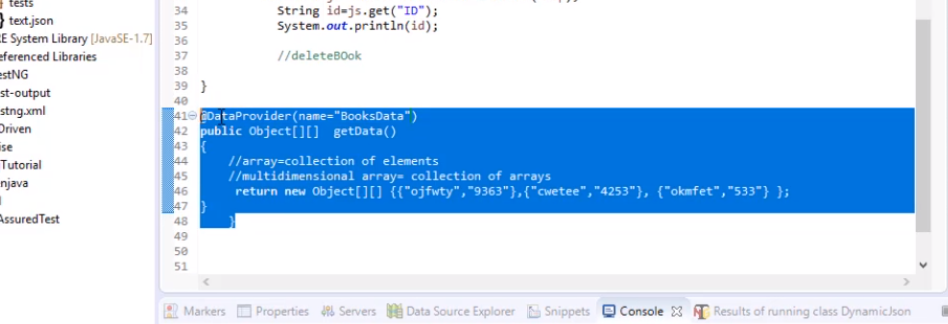 tests
text.json
RE System Library [JavaSE-1.7]
eferenced Libraries
estNG
st-output
stng.xml
Driven
ise
Tutorial
njava
AssuredTest
34 String id=js.get("ID");
35 System.out.println(id);
36
37 //deleteBOok
38
39 }
40
41 @DataProvider(name="BooksData")
42 public Object[][] getData()
43 {
44 //array=collection of elements
45 //multidimensional array= collection of arrays
46 return new Object[][] {{"ojfwty","9363"},{"cwetee","4253"}, {"okmfet","533"} };
47 }
48 }
49
50
51
Markers Properties Servers Data Source Explorer Snippets Console Results of running class DynamicJson